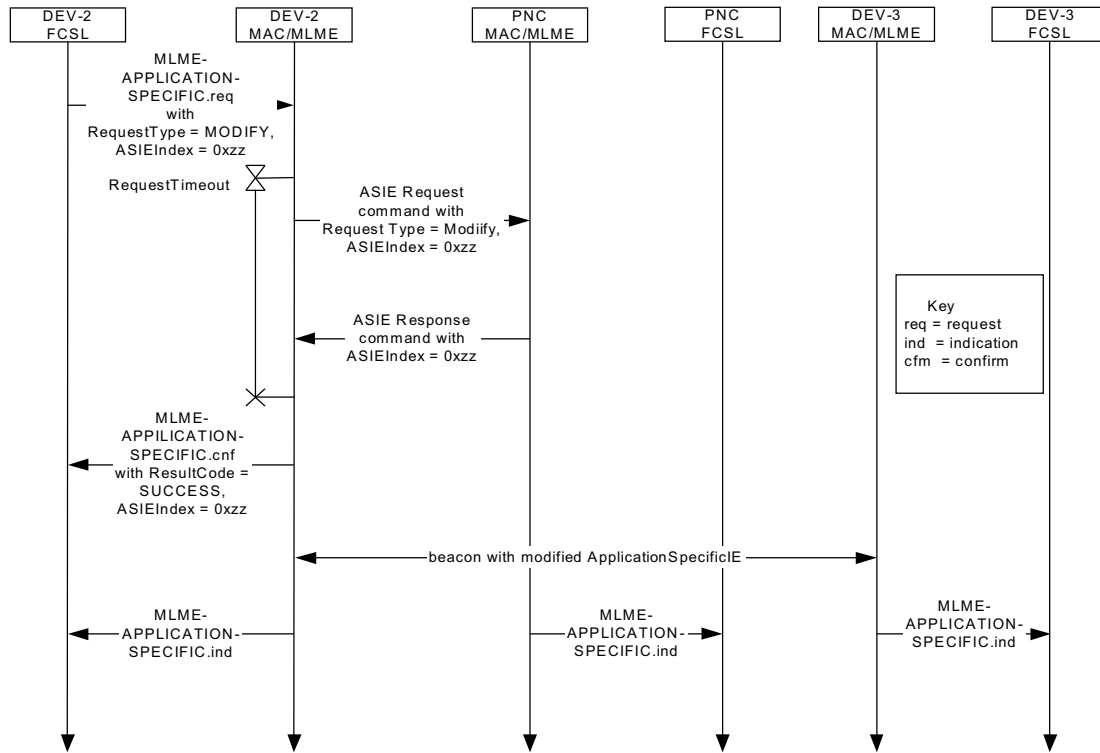 DEV-2
FCSL
DEV-2
MAC/MLME
PNC
MAC/MLME
PNC
FCSL
DEV-3
MAC/MLME
DEV-3
FCSL
MLME-
APPLICATION-
SPECIFIC.req
with
RequestType = MODIFY,
ASIEIndex = 0xzz
RequestTimeout
ASIE Request
command with
Request Type = Modiify,
ASIEIndex = 0xzz
Key
req = request
ind = indication
cfm = confirm
ASIE Response
command with
ASIEIndex = 0xzz
MLME-
APPILICATION-
SPECIFIC.cnf
with ResultCode =
SUCCESS,
ASIEIndex = 0xzz
beacon with modified ApplicationSpecificIE
MLME-
APPLICATION-
SPECIFIC.ind
MLME-
APPLICATION-
SPECIFIC.ind
MLME-
APPLICATION-
SPECIFIC.ind